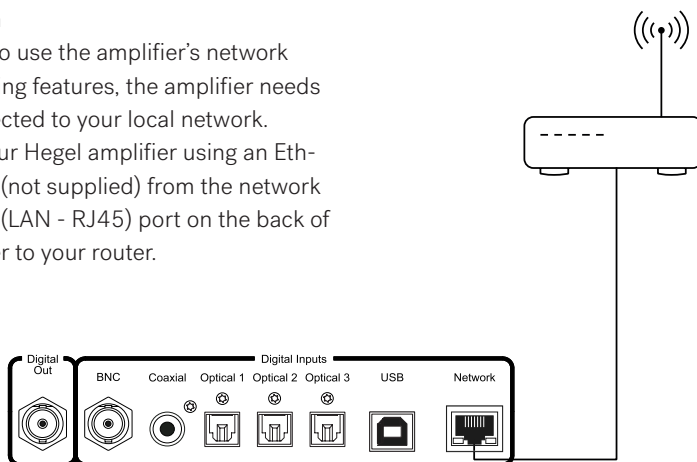 o use the amplifier’s network
ng features, the amplifier needs
cted to your local network.
ur Hegel amplifier using an Eth-
(not supplied) from the network
(LAN - RJ45) port on the back of
r to your router.
Digital Out
Digital Inputs
BNC Coaxial Optical 1 Optical 2 Optical 3 USB Network